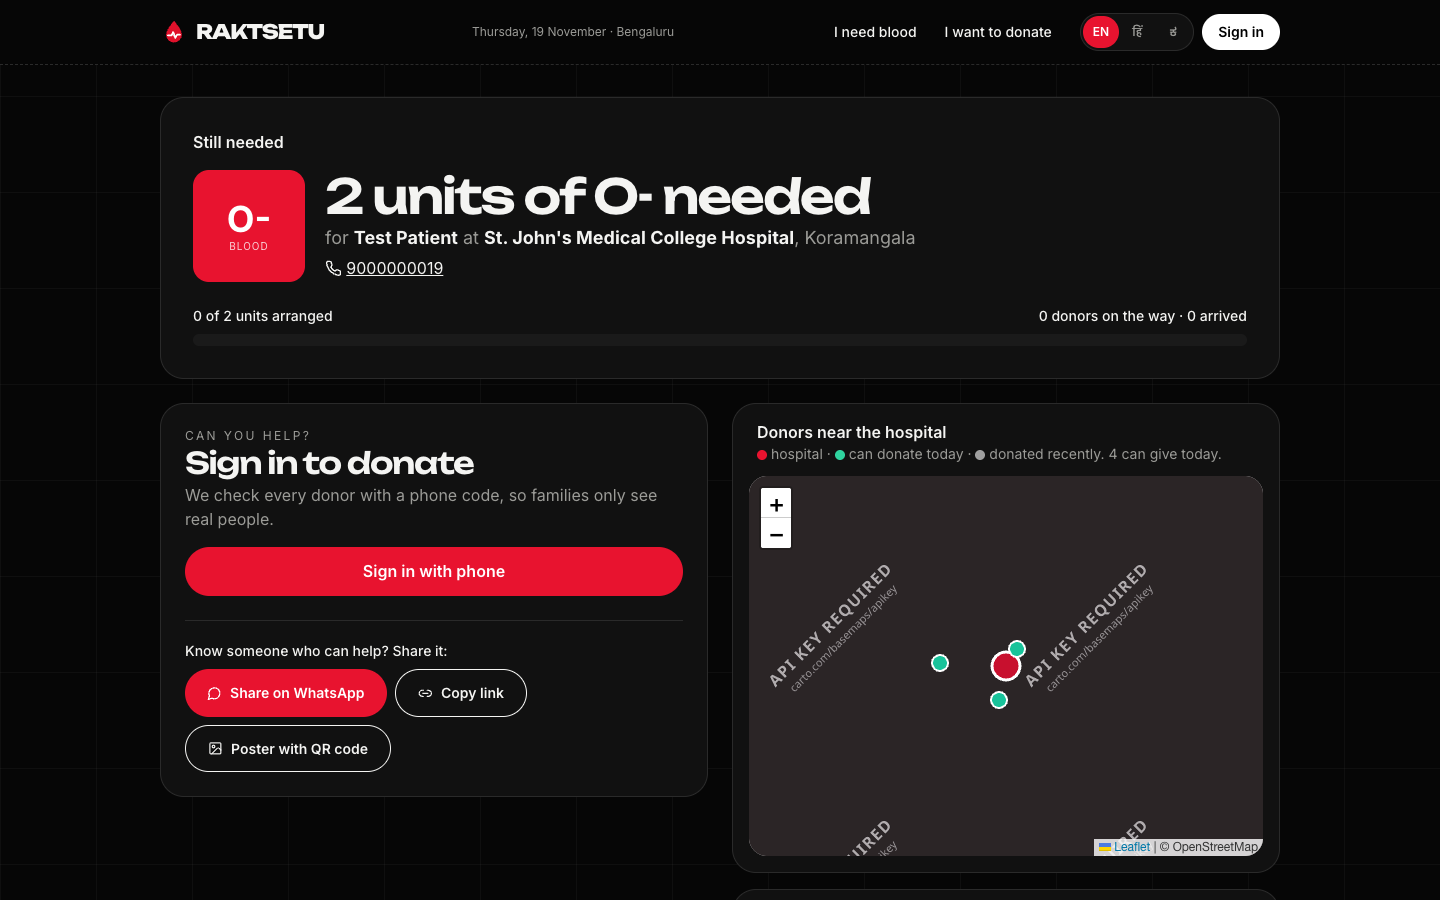 RAKTSETU
Thursday, 19 November · Bengaluru
I need blood
I want to donate
EN
हिं
ಕ
Sign in
Still needed
O-
BLOOD
2 units of O- needed
for Test Patient at St. John's Medical College Hospital, Koramangala
9000000019
0 of 2 units arranged
0 donors on the way · 0 arrived
CAN YOU HELP?
Sign in to donate
We check every donor with a phone code, so families only see
real people.
Sign in with phone
Know someone who can help? Share it:
Share on WhatsApp
Copy link
Poster with QR code
Donors near the hospital
hospital · can donate today · donated recently. 4 can give today.
+
−
API KEY REQUIRED
carto.com/basemaps/apikey
API KEY REQUIRED
carto.com/basemaps/apikey
Leaflet | © OpenStreetMap